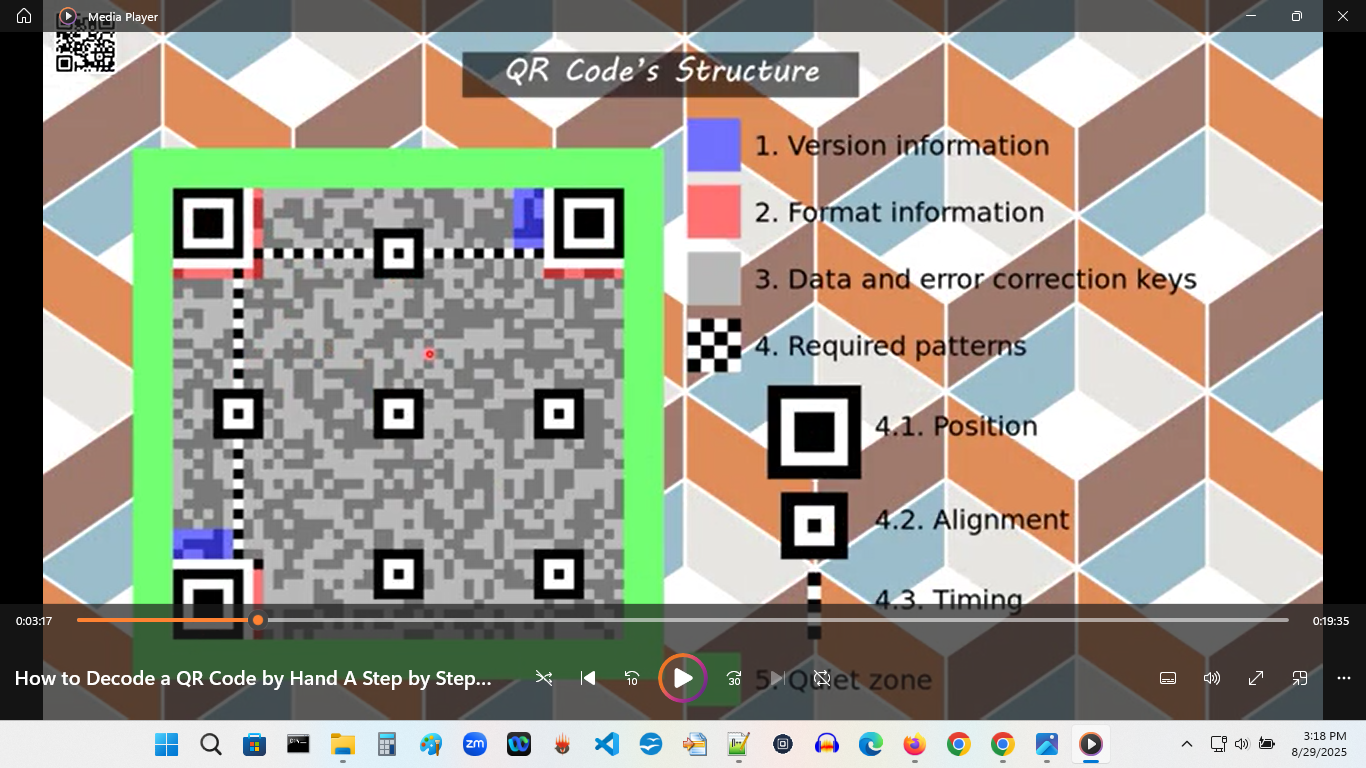 Media Player
QR Code's Structure
1. Version information
2. Format information
3. Data and error correction keys
4. Required patterns
4.1. Position
4.2. Alignment
4.3. Timing
0:03:17
0:19:35
How to Decode a QR Code by Hand A Step by Step...
10
30
5. Quiet zone
zm
3:18 PM
8/29/2025